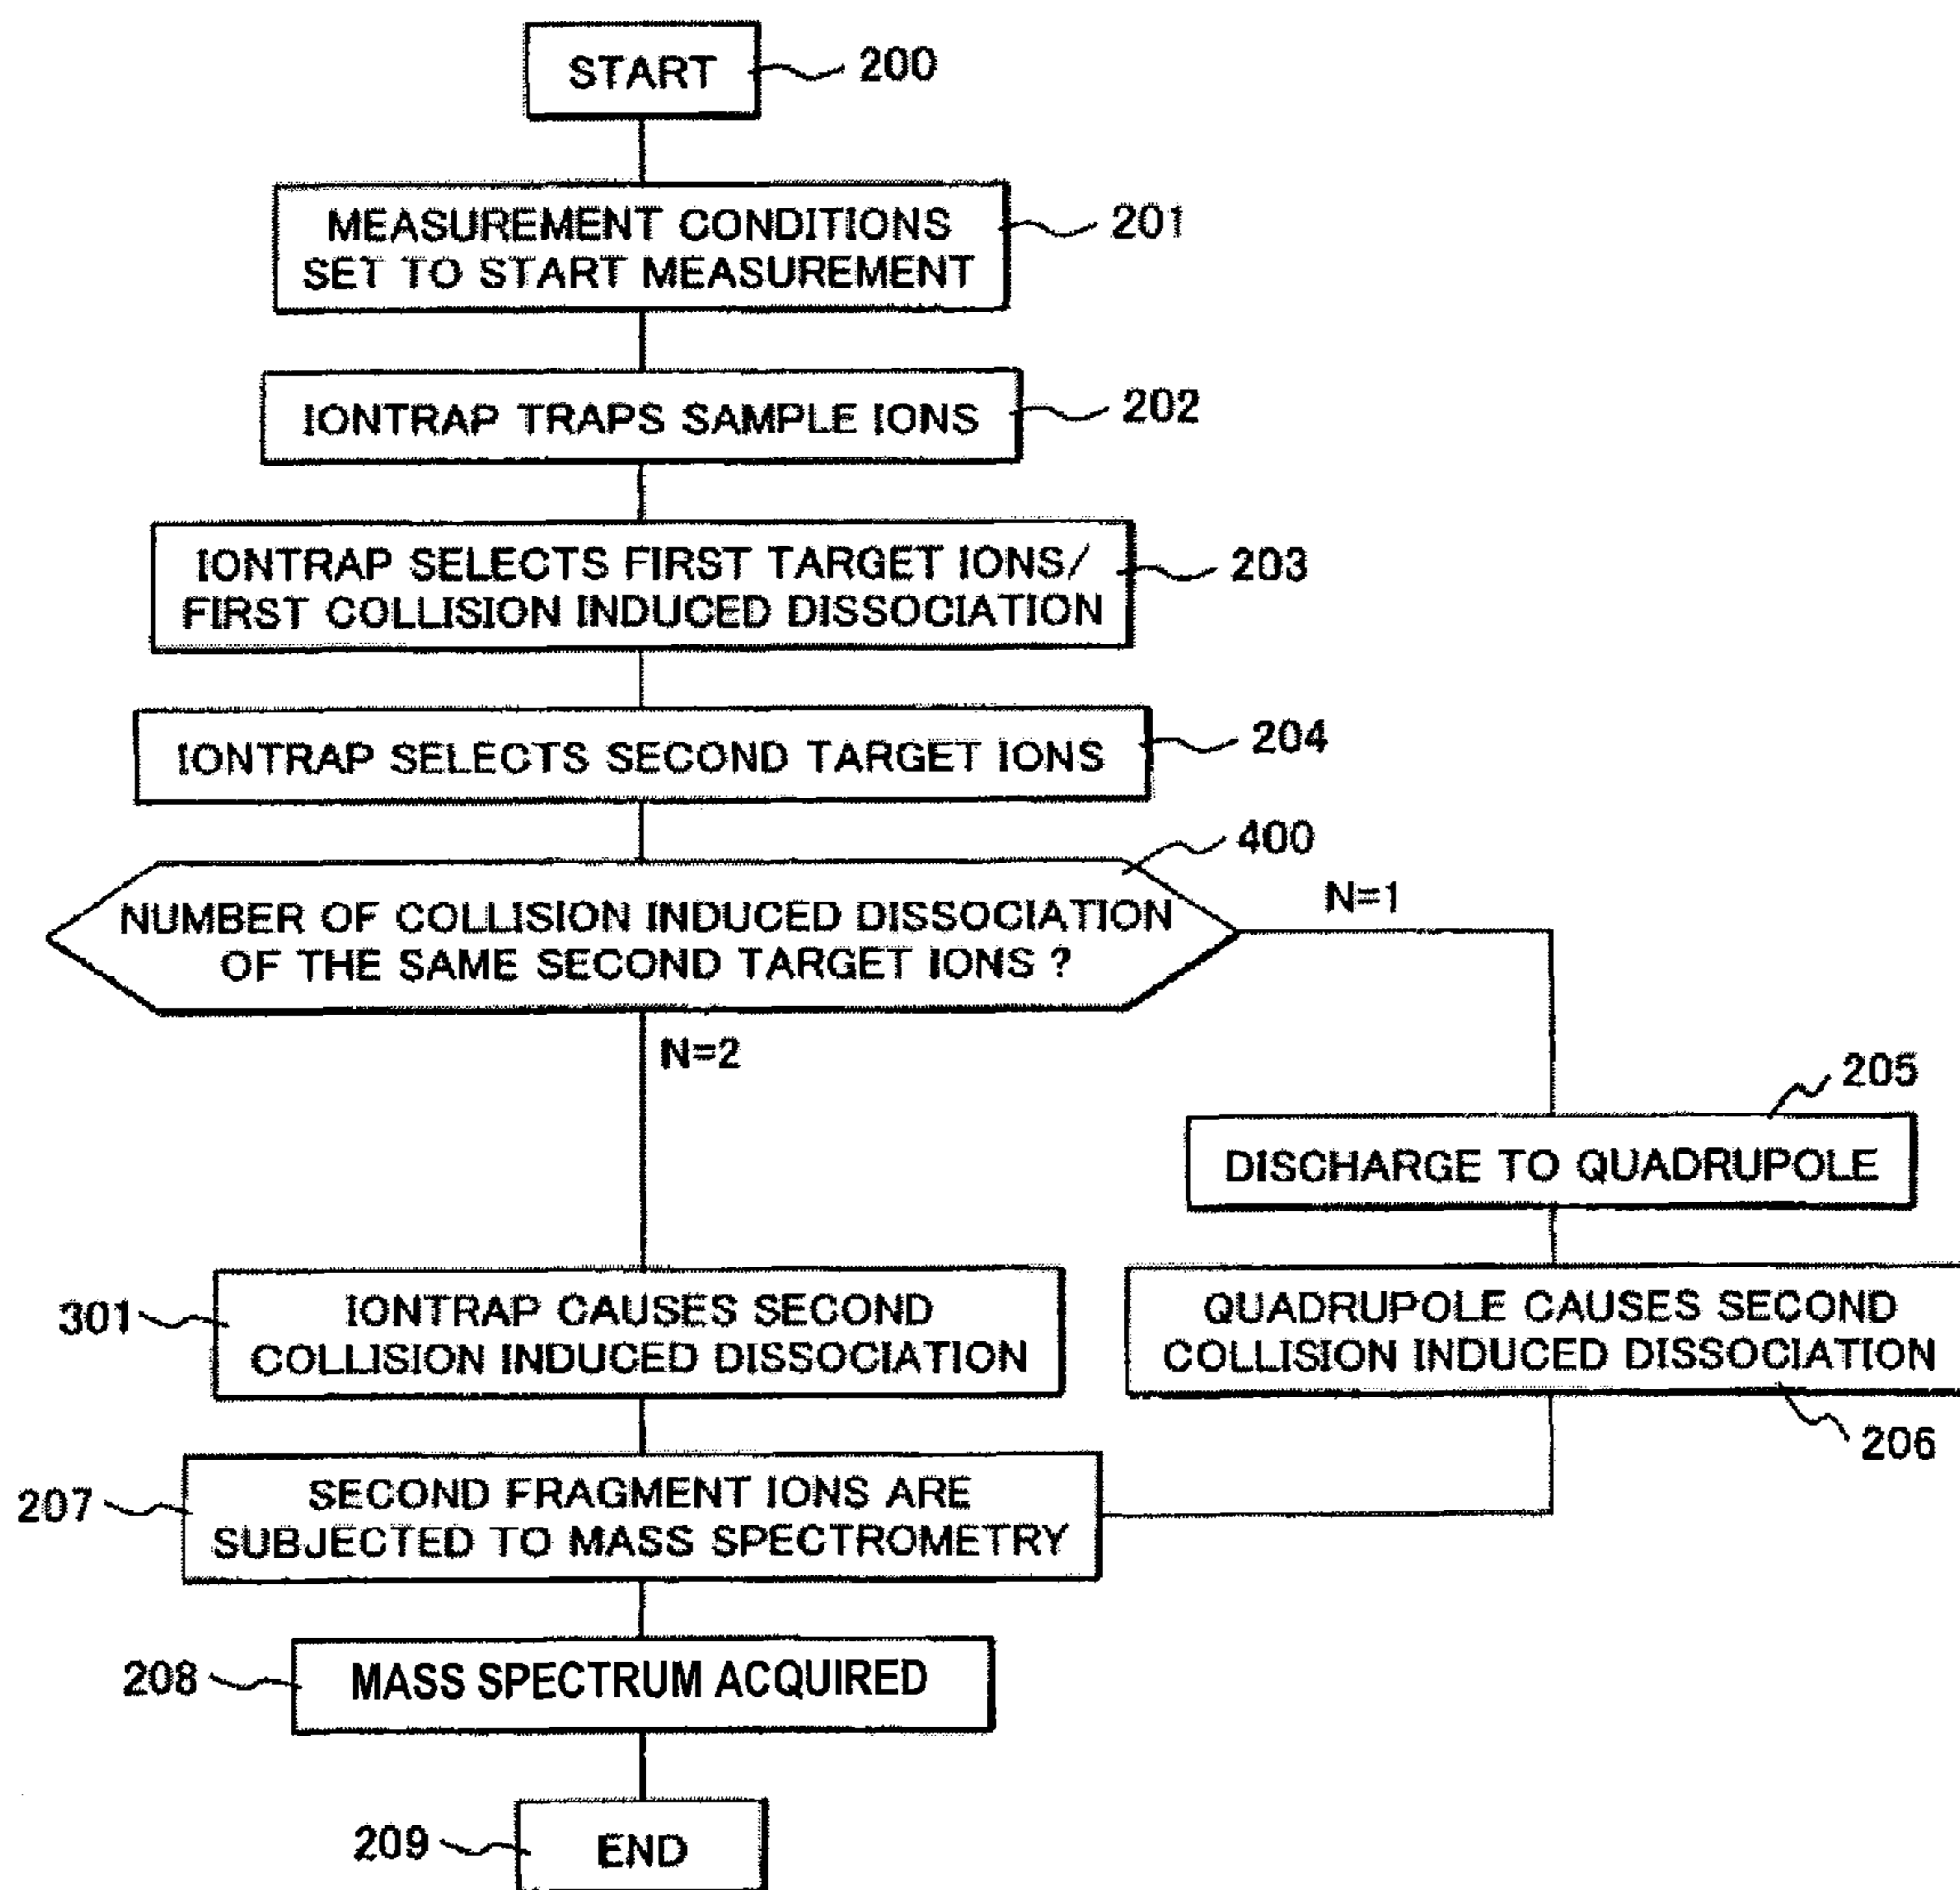 START
200
MEASUREMENT CONDITIONS
SET TO START MEASUREMENT
201
IONTRAP TRAPS SAMPLE IONS
202
IONTRAP SELECTS FIRST TARGET IONS/
FIRST COLLISION INDUCED DISSOCIATION
203
IONTRAP SELECTS SECOND TARGET IONS
204
400
NUMBER OF COLLISION INDUCED DISSOCIATION
OF THE SAME SECOND TARGET IONS ?
N=1
N=2
205
DISCHARGE TO QUADRUPOLE
301
IONTRAP CAUSES SECOND
COLLISION INDUCED DISSOCIATION
QUADRUPOLE CAUSES SECOND
COLLISION INDUCED DISSOCIATION
206
207
SECOND FRAGMENT IONS ARE
SUBJECTED TO MASS SPECTROMETRY
208
MASS SPECTRUM ACQUIRED
209
END